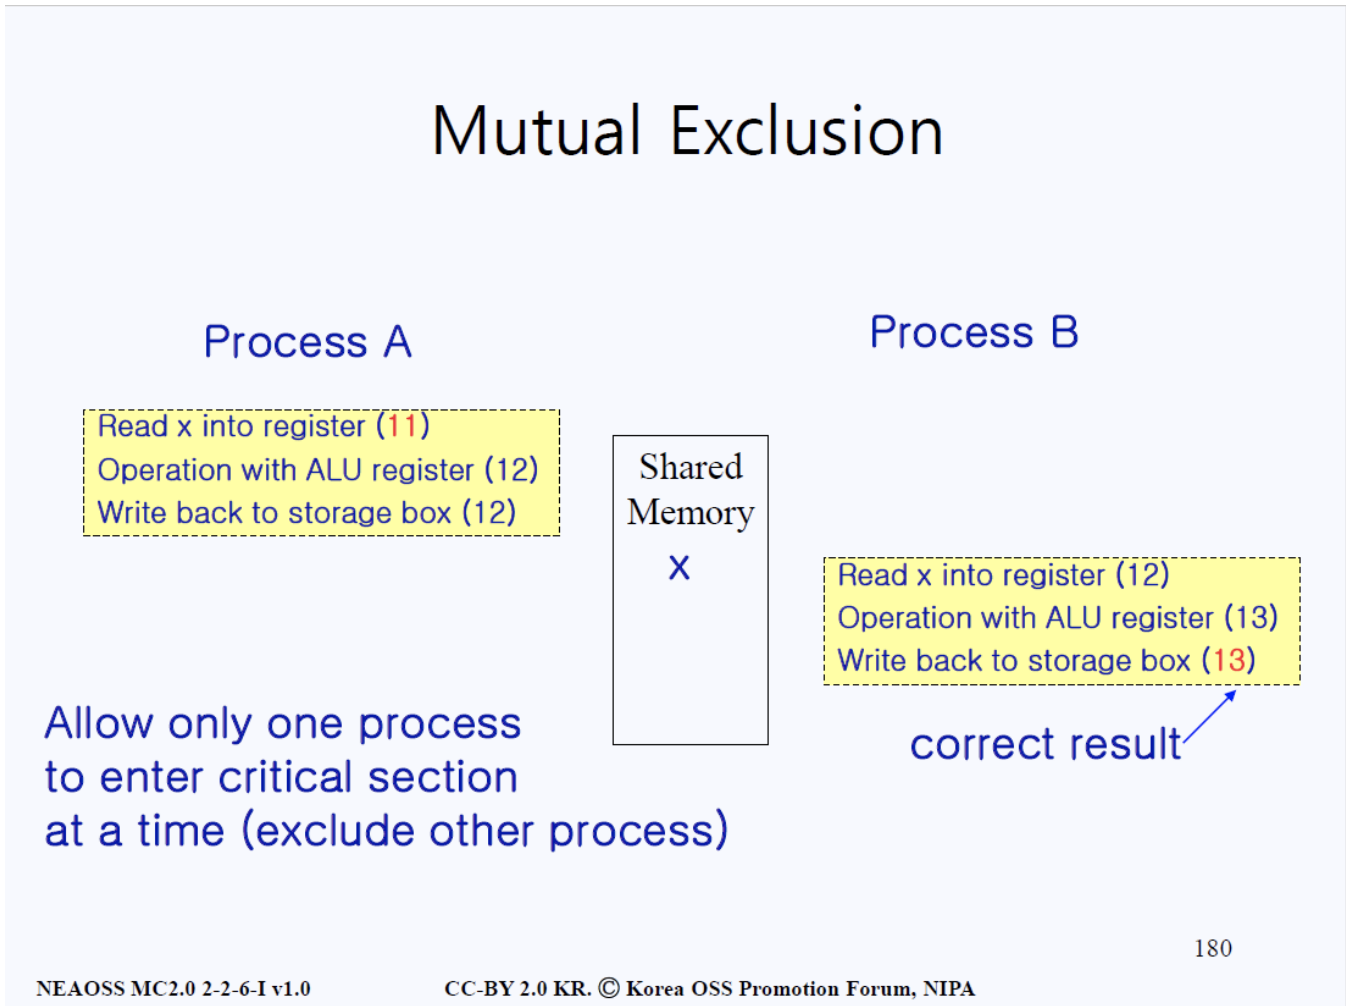 Mutual Exclusion
Process A
Process B
Read x into register (11)
Operation with ALU register (12)
Write back to storage box (12)
Shared
Memory
x
Read x into register (12)
Operation with ALU register (13)
Write back to storage box (13)
correct result
Allow only one process
to enter critical section
at a time (exclude other process)
180
NEAOSS MC2.0 2-2-6-I v1.0
CC-BY 2.0 KR. Ⓒ Korea OSS Promotion Forum, NIPA